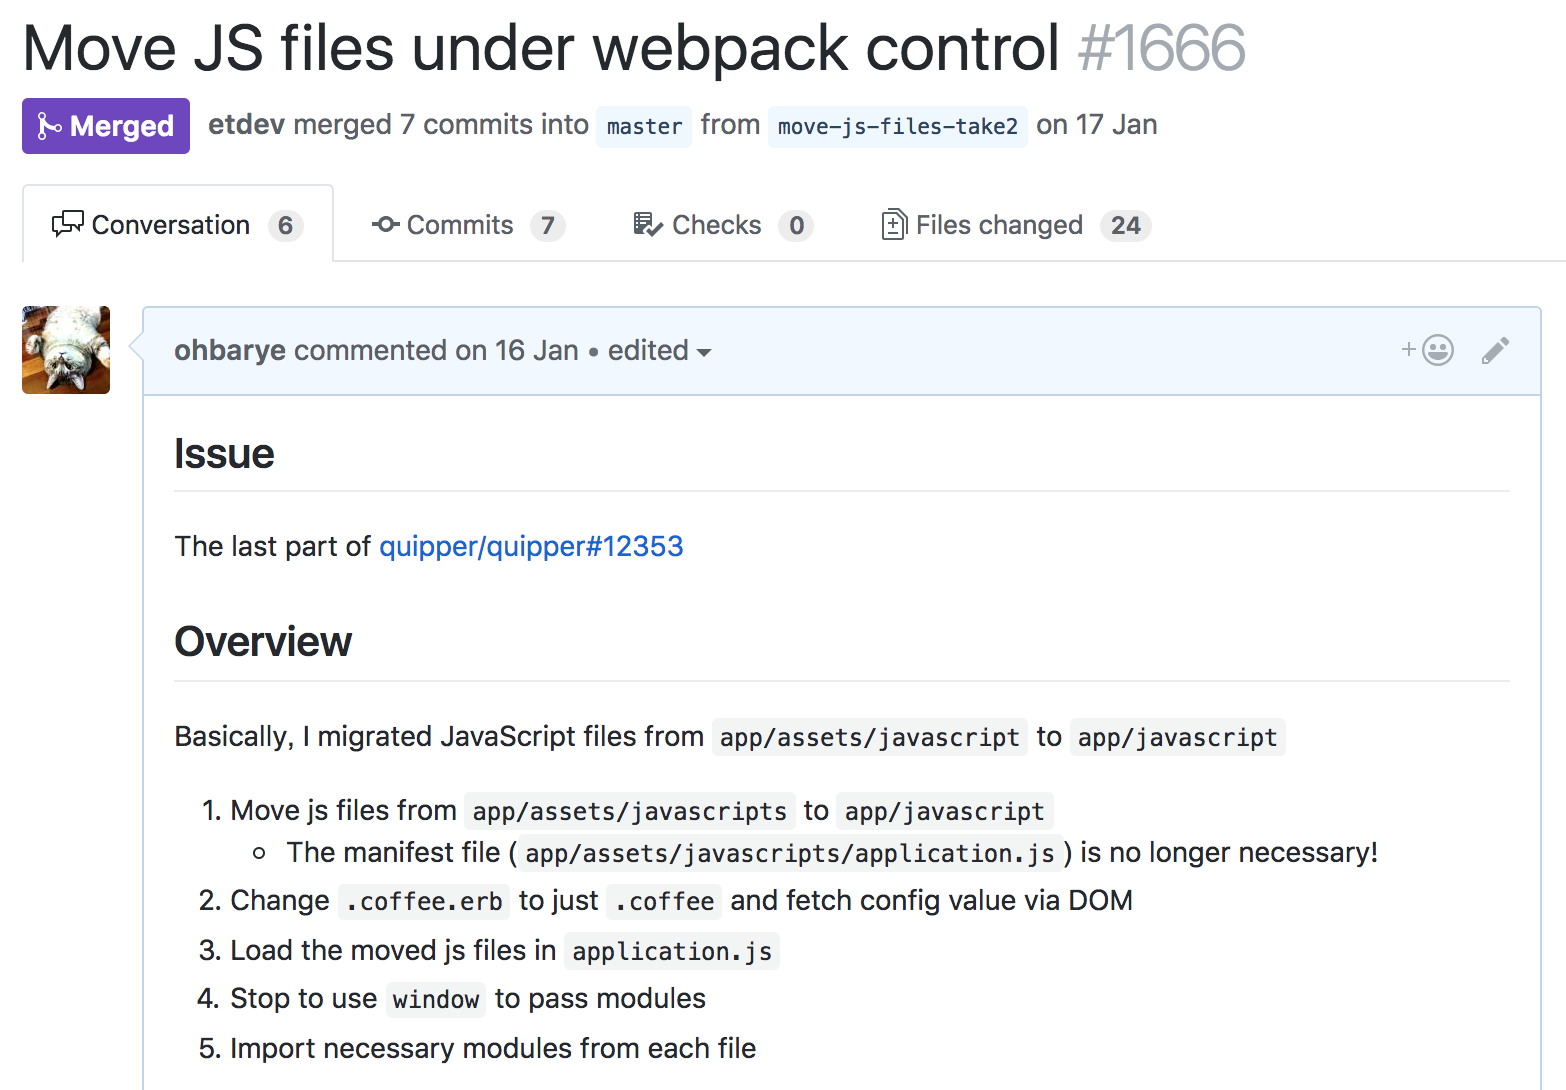 Move JS files under webpack control #1666
Merged etdev merged 7 commits into master from move-js-files-take2 on 17 Jan
Conversation 6 Commits 7 Checks 0 Files changed 24
ohbarye commented on 16 Jan • edited
Issue
The last part of quipper/quipper#12353
Overview
Basically, I migrated JavaScript files from app/assets/javascript to app/javascript
1. Move js files from app/assets/javascripts to app/javascript
The manifest file (app/assets/javascripts/application.js) is no longer necessary!
2. Change .coffee.erb to just .coffee and fetch config value via DOM
3. Load the moved js files in application.js
4. Stop to use window to pass modules
5. Import necessary modules from each file